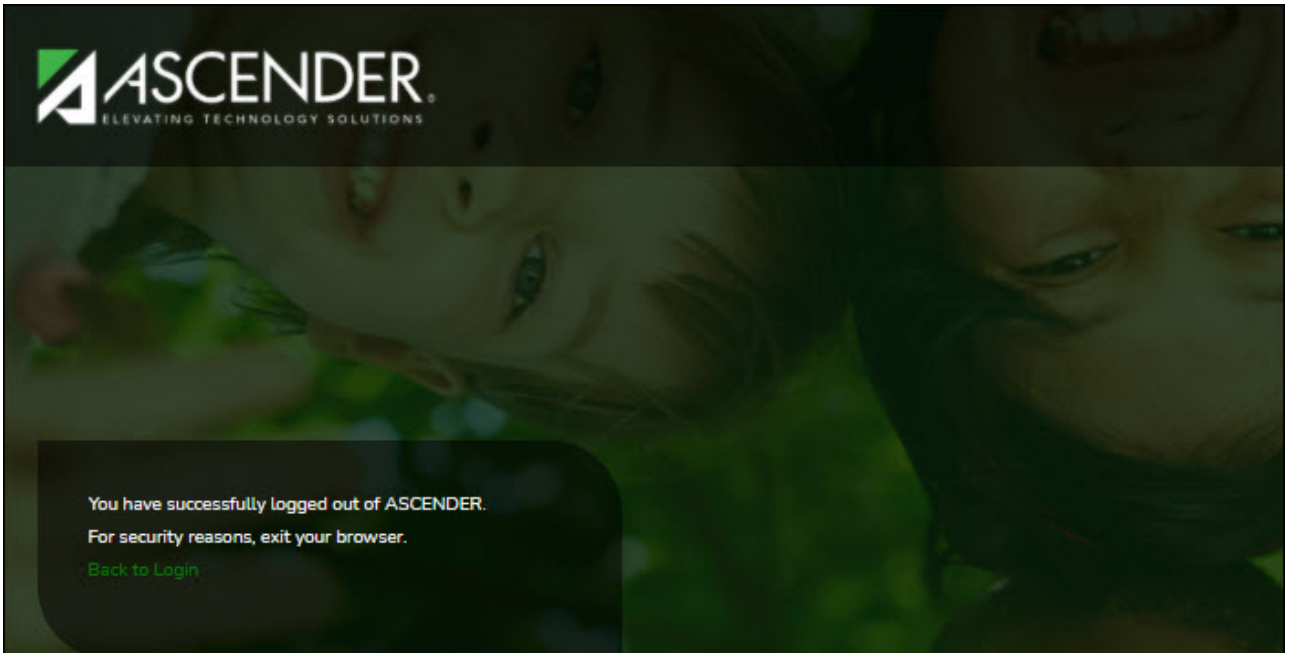 ASCENDER®
ELEVATING TECHNOLOGY SOLUTIONS
You have successfully logged out of ASCENDER.
For security reasons, exit your browser.
Back to Login